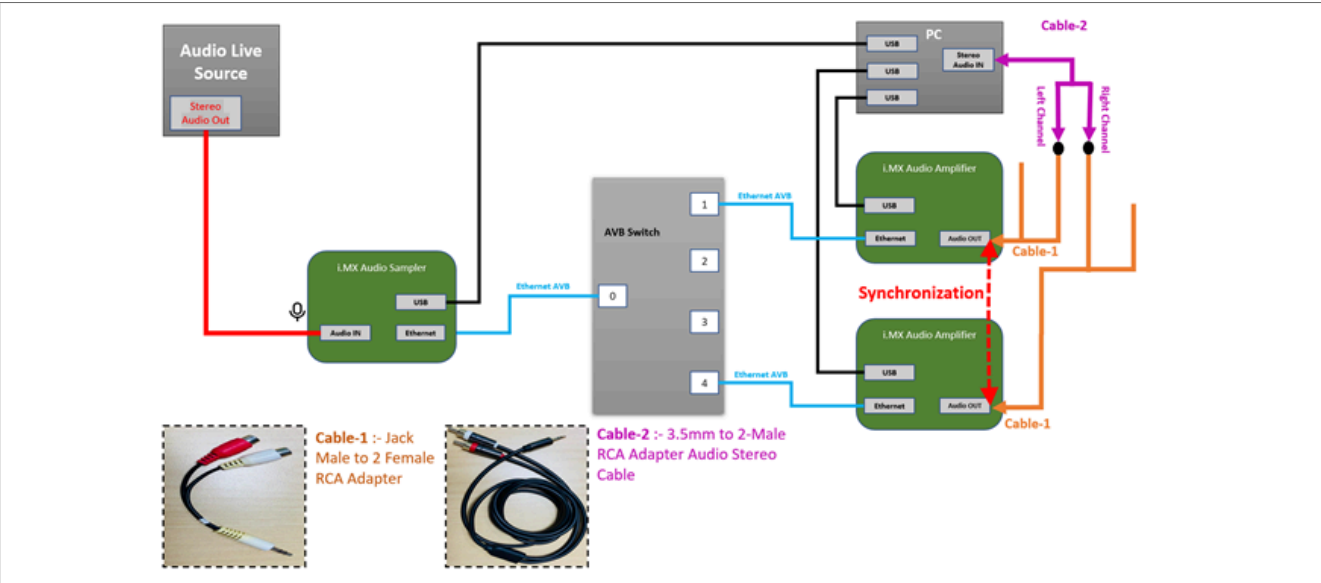 Audio Live
Source
Stereo
Audio Out
PC
USB
USB
USB
Stereo
Audio IN
Cable-2
Left Channel
Right Channel
i.MX Audio Amplifier
USB
Ethernet
Audio OUT
Cable-1
AVB Switch
0
1
2
3
4
Ethernet AVB
Ethernet AVB
Ethernet AVB
i.MX Audio Sampler
USB
Audio IN
Ethernet
Synchronization
i.MX Audio Amplifier
USB
Ethernet
Audio OUT
Cable-1
Cable-1 :- Jack
Male to 2 Female
RCA Adapter
Cable-2 :- 3.5mm to 2-Male
RCA Adapter Audio Stereo
Cable